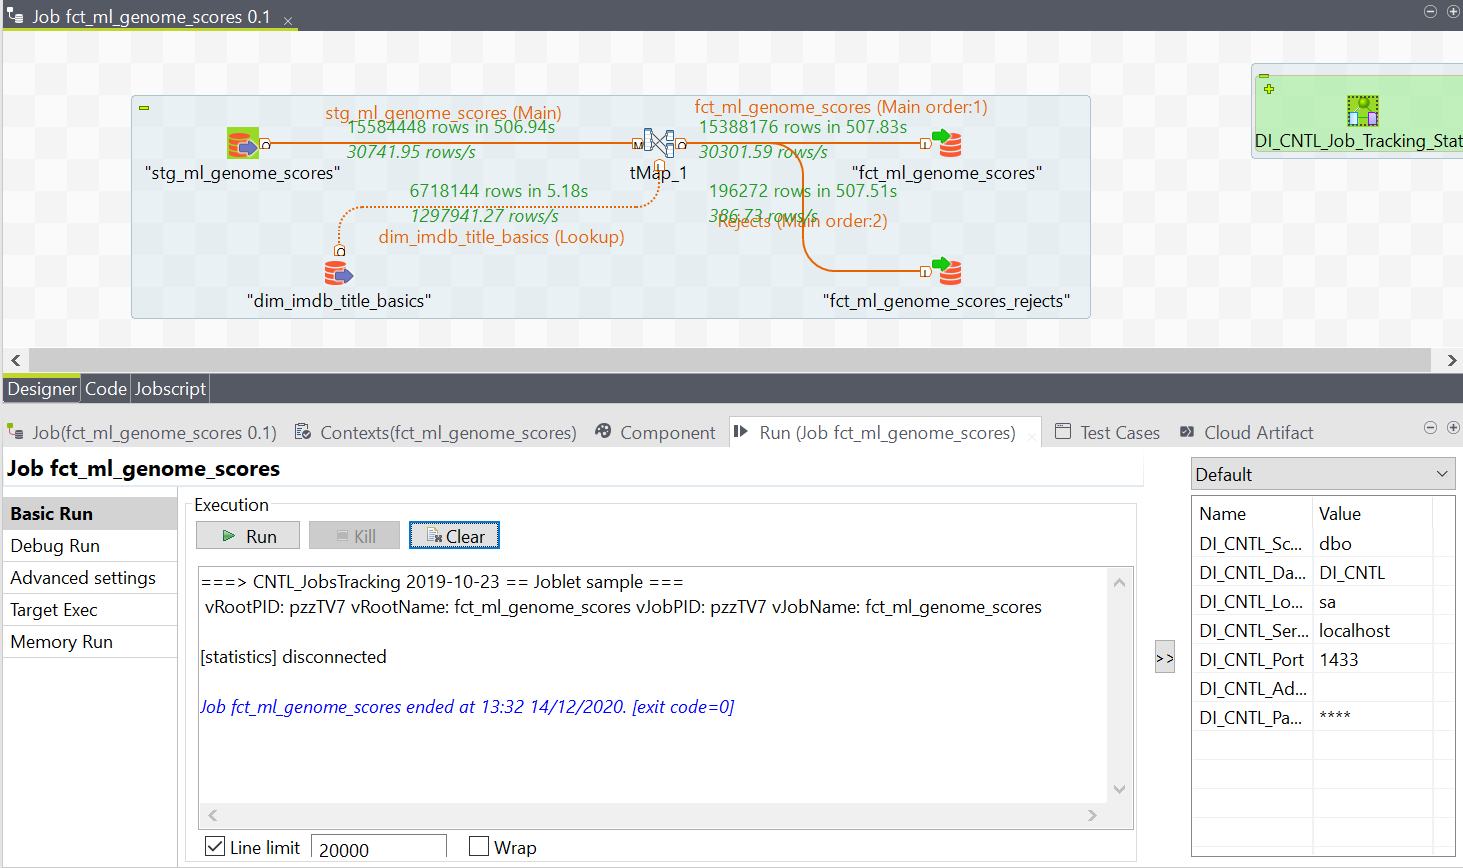 Job fct_ml_genome_scores 0.1
stg_ml_genome_scores (Main)
15584448 rows in 506.94s
30741.95 rows/s
fct_ml_genome_scores (Main order:1)
15388176 rows in 507.83s
30301.59 rows/s
"stg_ml_genome_scores"
tMap_1
"fct_ml_genome_scores"
DI_CNTL_Job_Tracking_Stat
6718144 rows in 5.18s
1297941.27 rows/s
dim_imdb_title_basics (Lookup)
196272 rows in 507.51s
386.73 rows/s
Rejects (Main order:2)
"dim_imdb_title_basics"
"fct_ml_genome_scores_rejects"
Designer Code Jobscript
Job(fct_ml_genome_scores 0.1) Contexts(fct_ml_genome_scores) Component Run (Job fct_ml_genome_scores) Test Cases Cloud Artifact
Job fct_ml_genome_scores
Basic Run
Debug Run
Advanced settings
Target Exec
Memory Run
Execution
Run Kill Clear
===> CNTL_JobsTracking 2019-10-23 == Joblet sample ===
vRootPID: pzzTV7 vRootName: fct_ml_genome_scores vJobPID: pzzTV7 vJobName: fct_ml_genome_scores
[statistics] disconnected
Job fct_ml_genome_scores ended at 13:32 14/12/2020. [exit code=0]
Line limit 20000 Wrap
>>
Default
Name Value
DI_CNTL_Sc... dbo
DI_CNTL_Da... DI_CNTL
DI_CNTL_Lo... sa
DI_CNTL_Ser... localhost
DI_CNTL_Port 1433
DI_CNTL_Ad...
DI_CNTL_Pa... ****